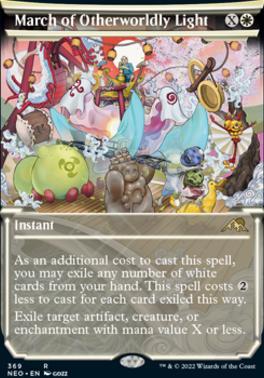 March of Otherworldly Light X
Instant
As an additional cost to cast this spell,
you may exile any number of white
cards from your hand. This spell costs 2
less to cast for each card exiled this way.
Exile target artifact, creature, or
enchantment with mana value X or less.
369 R
NEO • EN GOZZ
™ & © 2022 Wizards of the Coast